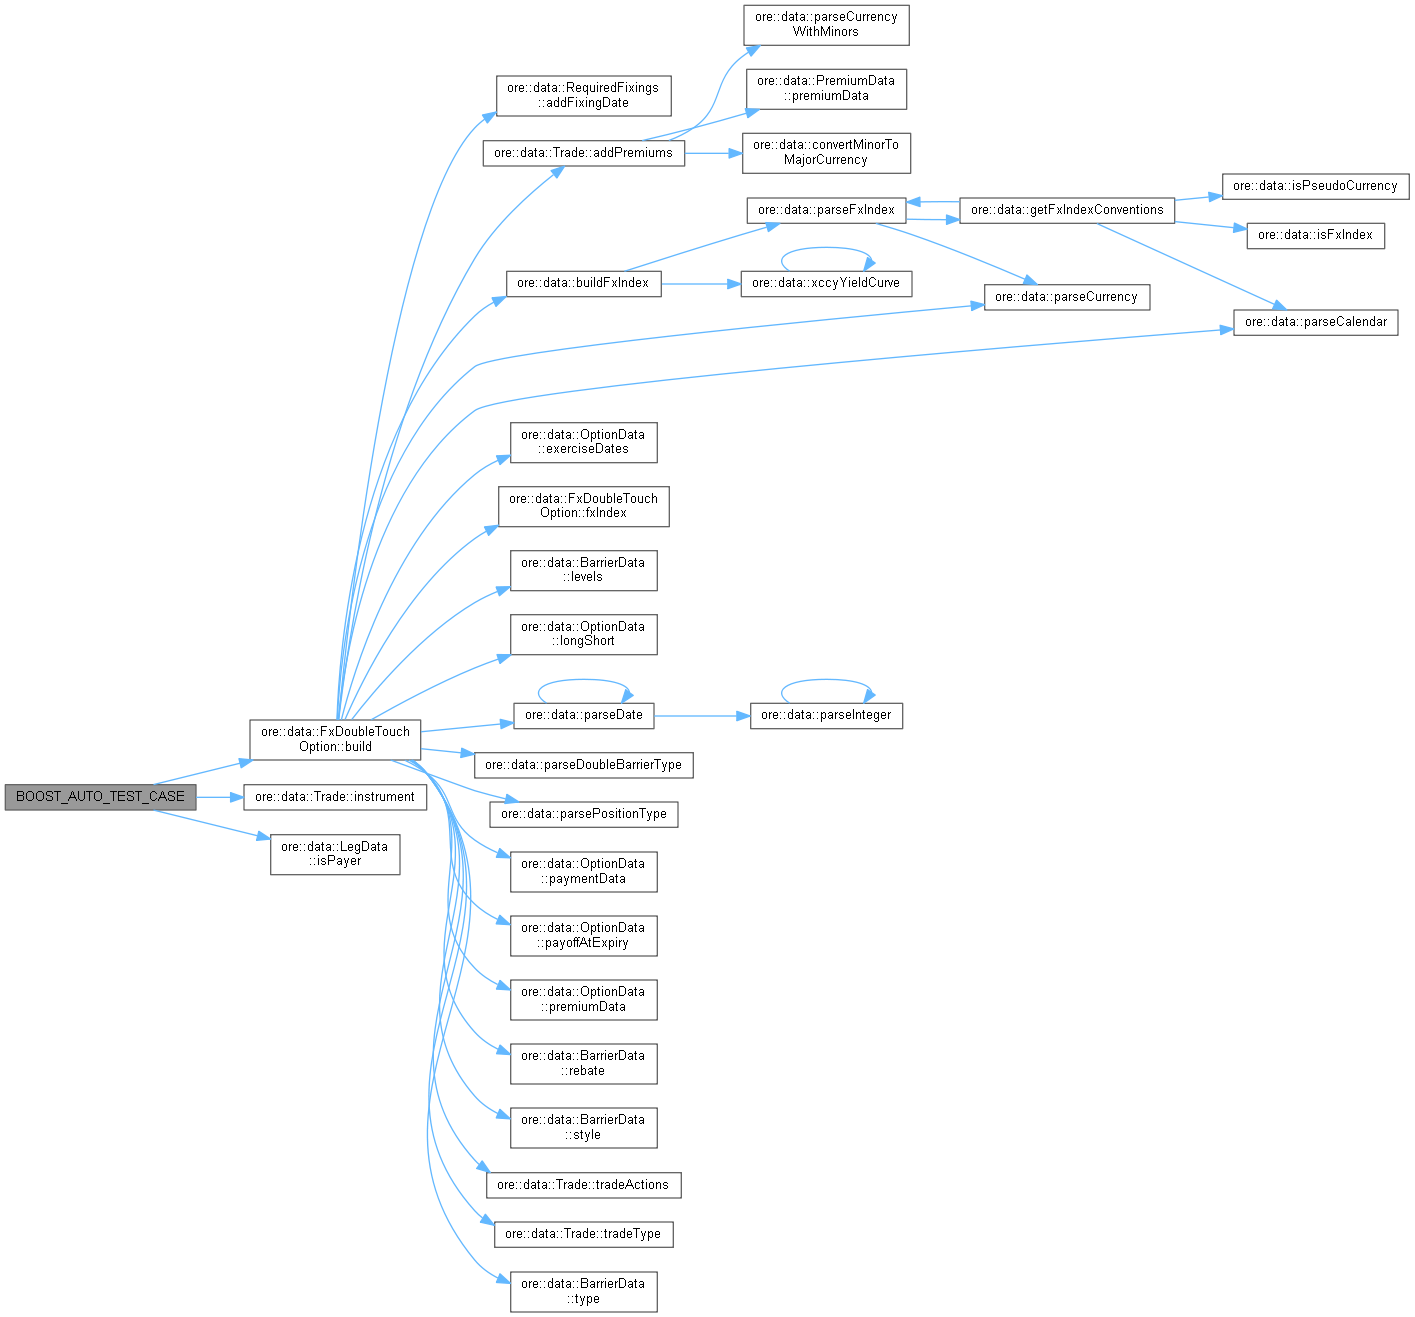 ore::data::parseCurrency
WithMinors
ore::data::PremiumData
::premiumData
ore::data::RequiredFixings
::addFixingDate
ore::data::Trade::addPremiums
ore::data::convertMinorTo
MajorCurrency
ore::data::isPseudoCurrency
ore::data::parseFxIndex
ore::data::getFxIndexConventions
ore::data::isFxIndex
ore::data::buildFxIndex
ore::data::xccyYieldCurve
ore::data::parseCurrency
ore::data::parseCalendar
ore::data::OptionData
::exerciseDates
ore::data::FxDoubleTouch
Option::fxIndex
ore::data::BarrierData
::levels
ore::data::OptionData
::longShort
ore::data::parseDate
ore::data::parseInteger
ore::data::FxDoubleTouch
Option::build
ore::data::parseDoubleBarrierType
BOOST_AUTO_TEST_CASE
ore::data::Trade::instrument
ore::data::parsePositionType
ore::data::LegData
::isPayer
ore::data::OptionData
::paymentData
ore::data::OptionData
::payoffAtExpiry
ore::data::OptionData
::premiumData
ore::data::BarrierData
::rebate
ore::data::BarrierData
::style
ore::data::Trade::tradeActions
ore::data::Trade::tradeType
ore::data::BarrierData
::type